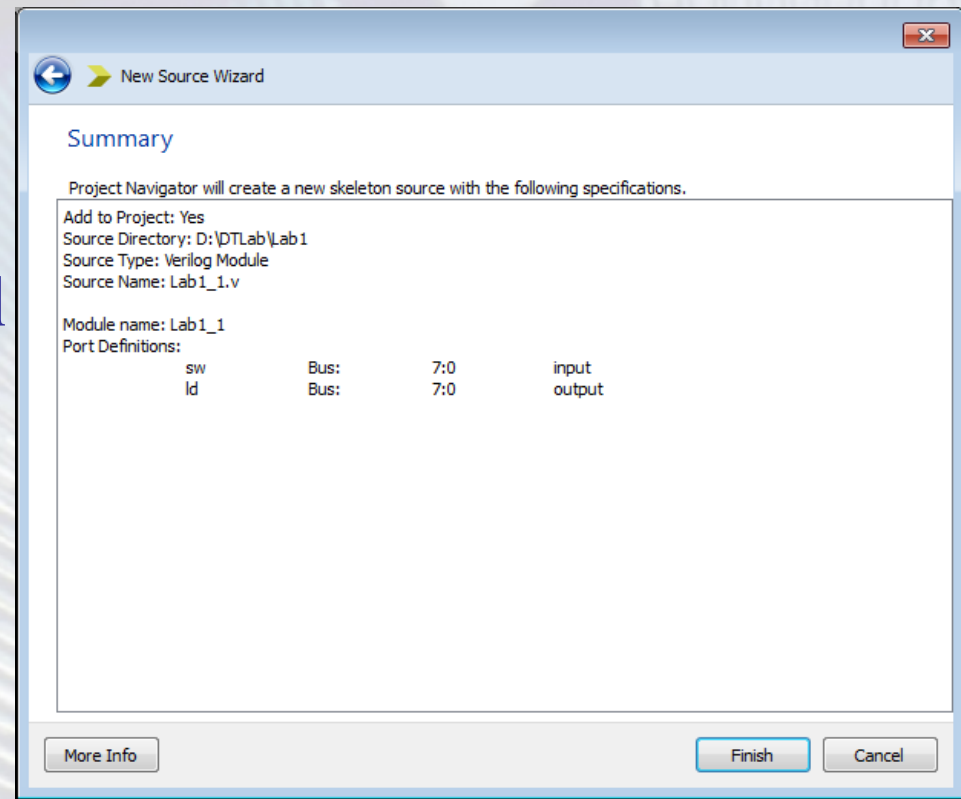 New Source Wizard
Summary
Project Navigator will create a new skeleton source with the following specifications.
Add to Project: Yes
Source Directory: D:\DTLab\Lab1
Source Type: Verilog Module
Source Name: Lab1_1.v
Module name: Lab1_1
Port Definitions:
sw Bus: 7:0 input
ld Bus: 7:0 output
More Info Finish Cancel